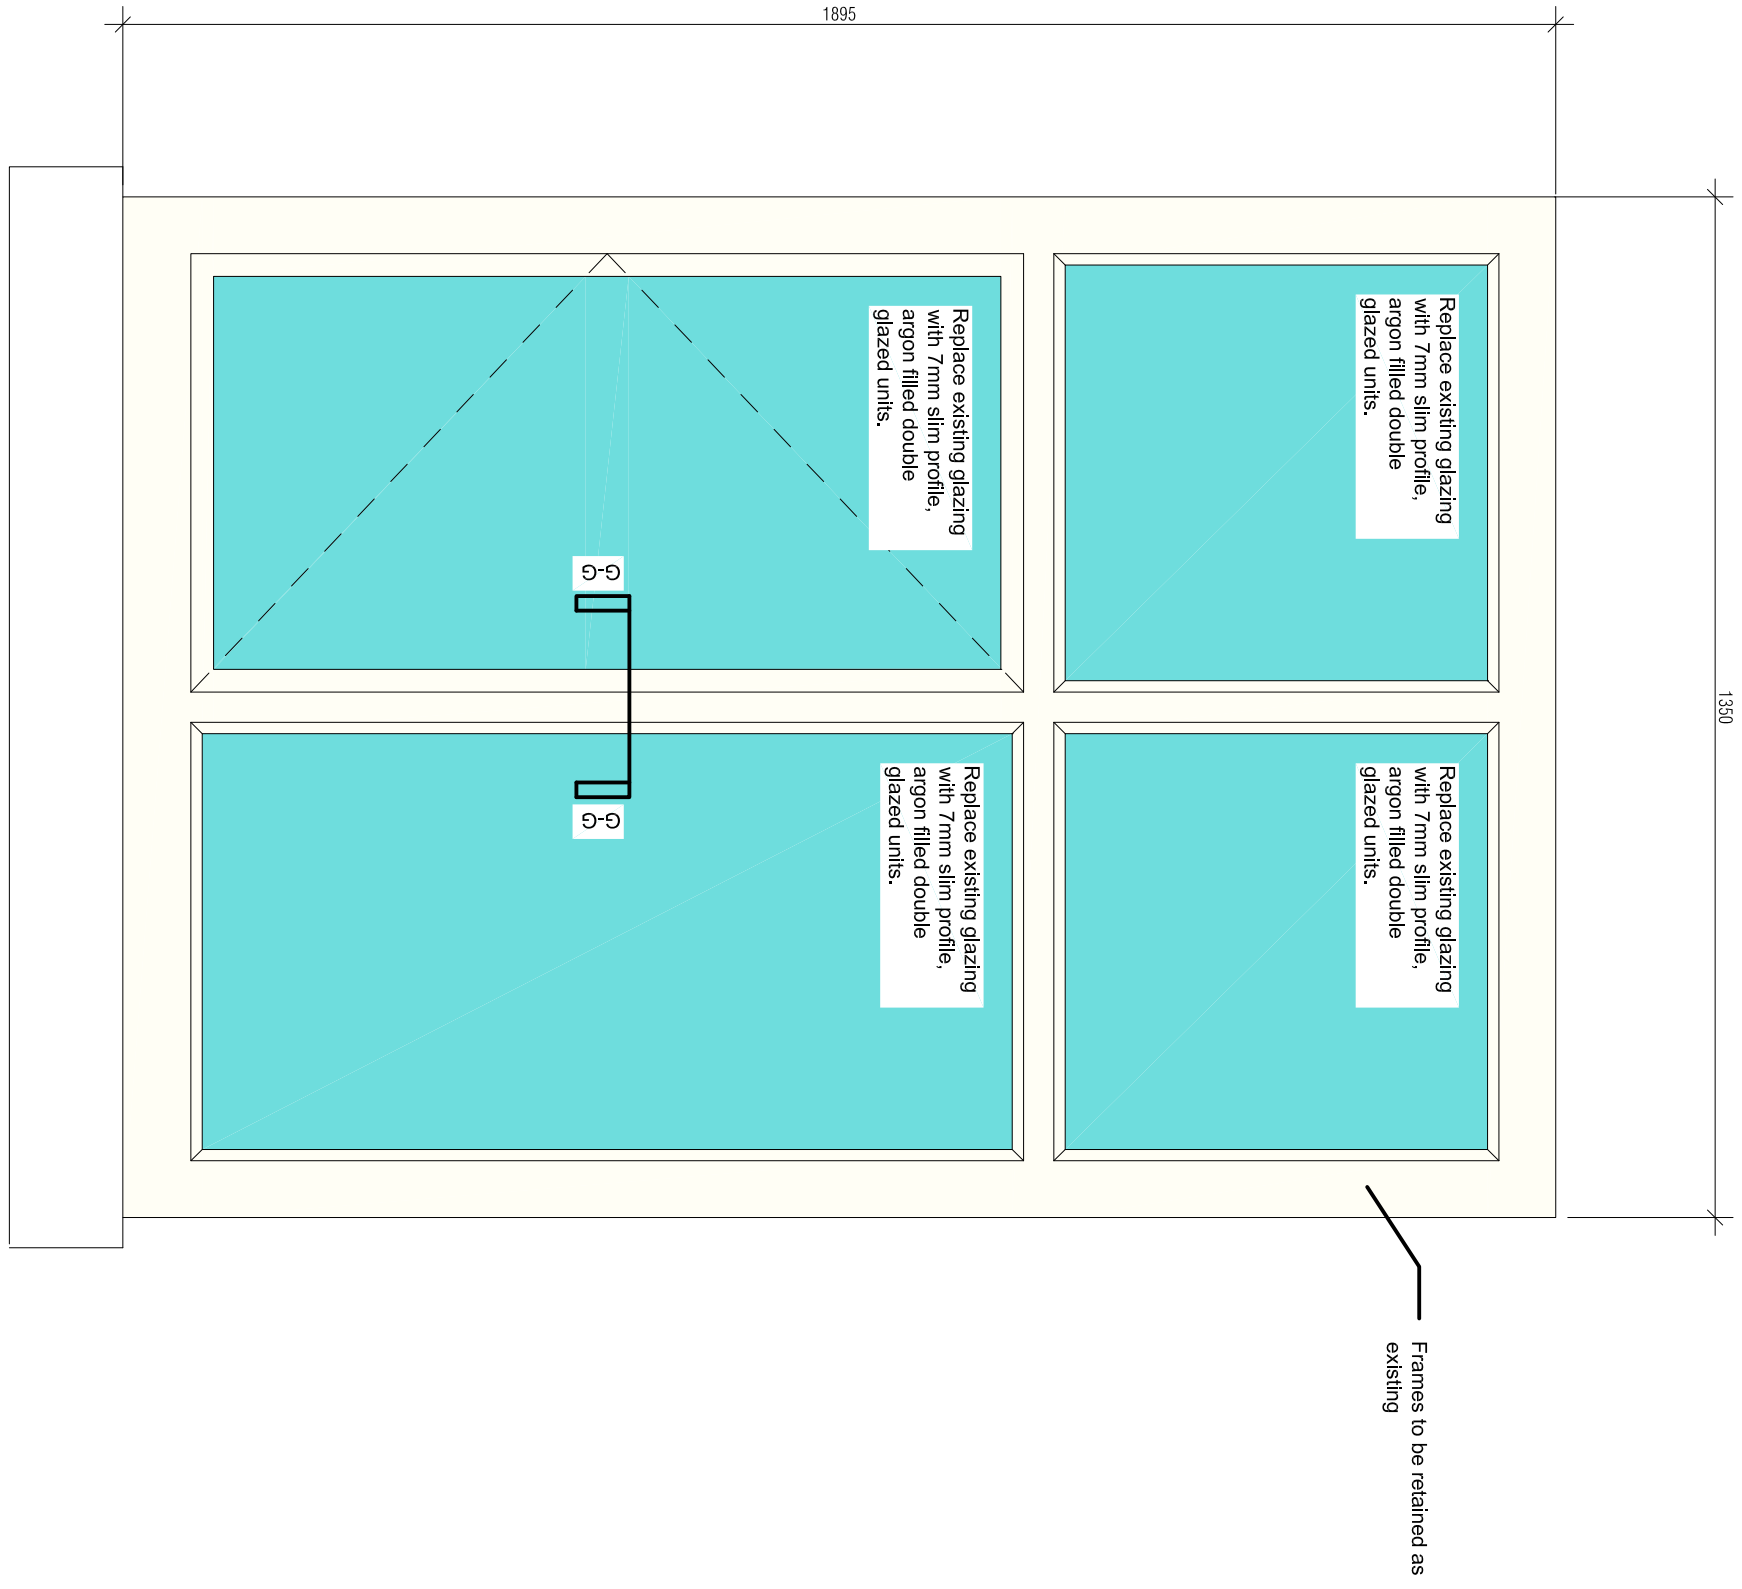 1350
Replace existing glazing
with 7mm slim profile,
argon filled double
glazed units.
Replace existing glazing
with 7mm slim profile,
argon filled double
glazed units.
Frames to be retained as
existing
Replace existing glazing
with 7mm slim profile,
argon filled double
glazed units.
Replace existing glazing
with 7mm slim profile,
argon filled double
glazed units.
1895
G-G
G-G